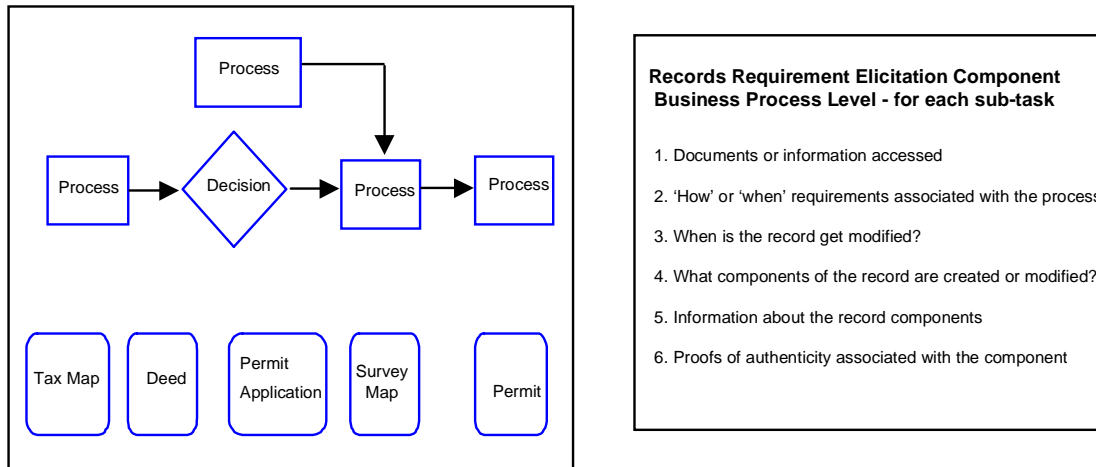 Process
Process
Decision
Process
Process
Tax Map
Deed
Permit
Application
Survey
Map
Permit
Records Requirement Elicitation Component
Business Process Level - for each sub-task
1. Documents or information accessed
2. ‘How’ or ‘when’ requirements associated with the process
3. When is the record get modified?
4. What components of the record are created or modified?
5. Information about the record components
6. Proofs of authenticity associated with the component